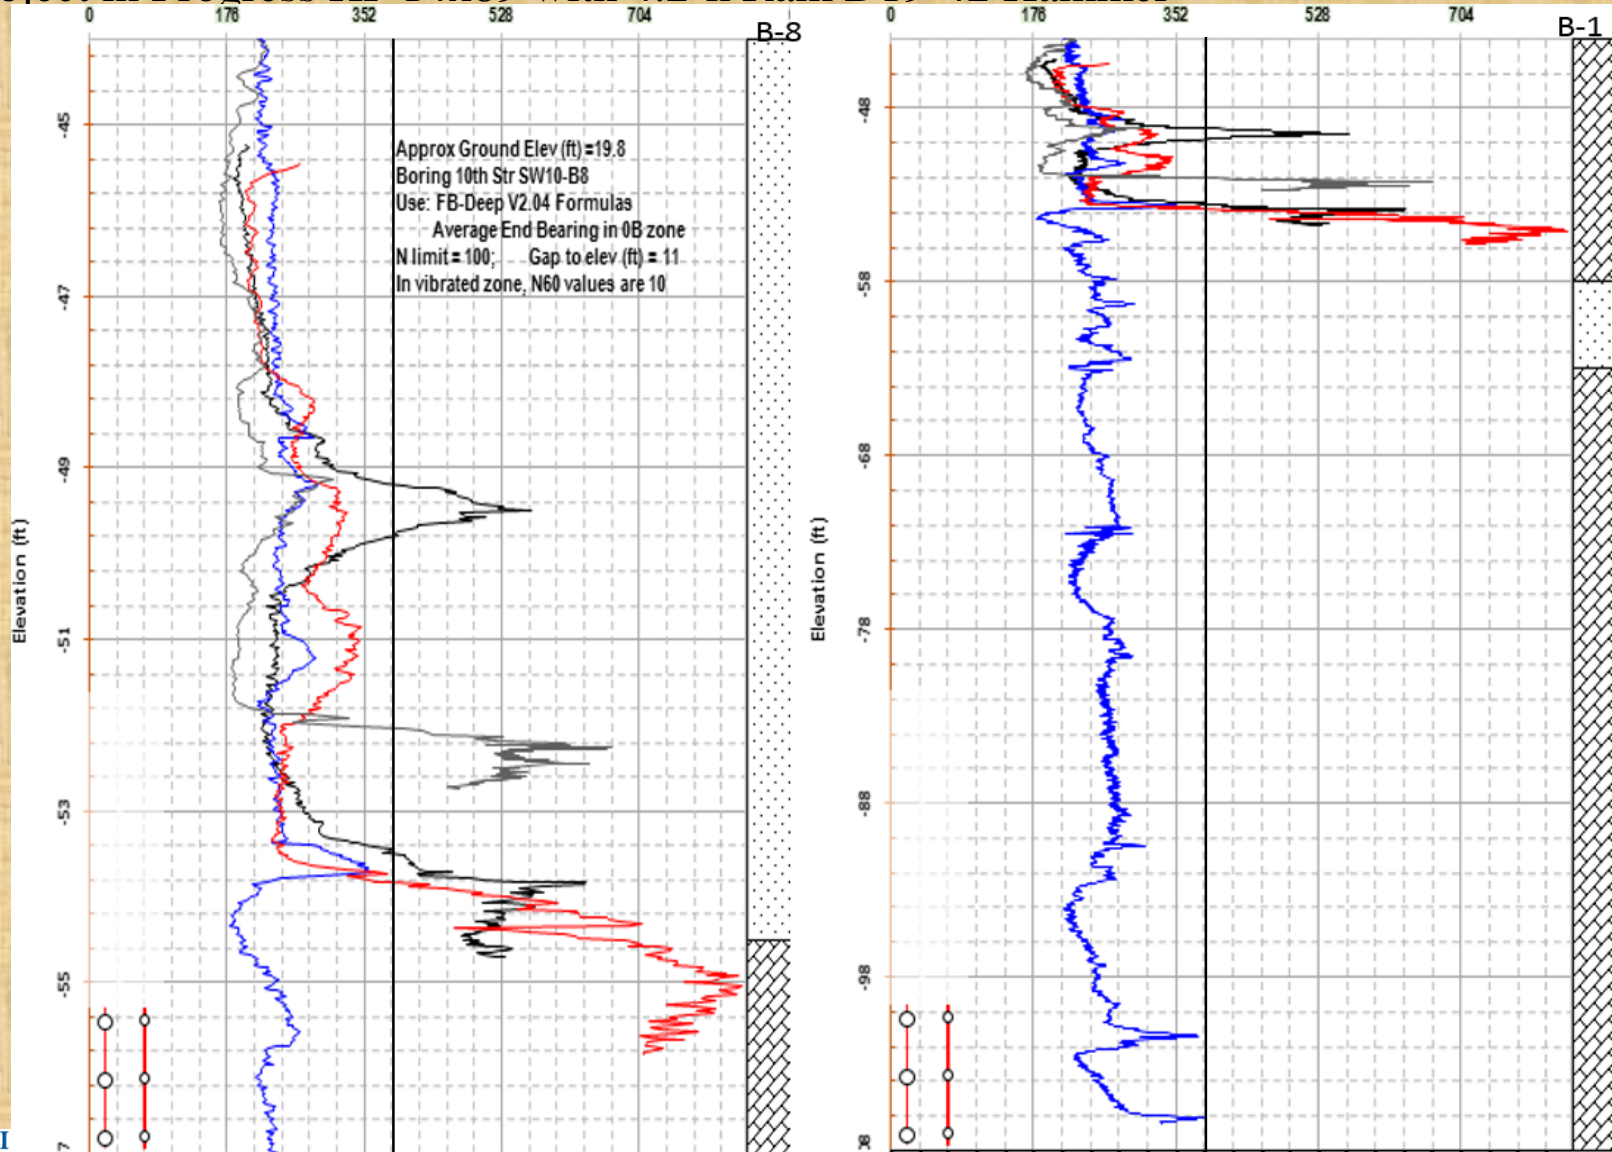 0 178 352 528 704
B-8
-45
Approx Ground Elev (ft) =19.8
Boring 10th Str SW10-B8
Use: FB-Deep V2.04 Formulas
Average End Bearing in 0B zone
N limit = 100; Gap to elev (ft) = 11
In vibrated zone, N60 values are 10
-47
-49
Elevation (ft)
-51
-53
-55
7
I
0 178 352 528 704
B-1
-48
-58
-68
Elevation (ft)
-78
-88
-98